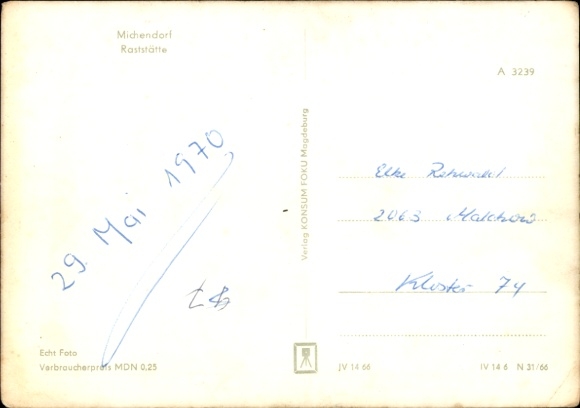 Michendorf
Raststätte
A 3239
29. Mai 1970
Elke
2063 Malchow
Kloster 74
Verlag KONSUM FOKU Magdeburg
Echt Foto
Verbraucherpreis MDN 0,25
JV 14 66
IV 14 6 N 31/66